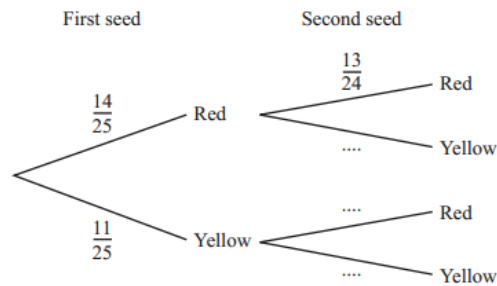 First seed Second seed
13/24
Red
14/25
Red
....
Yellow
....
Red
11/25
Yellow
....
Yellow